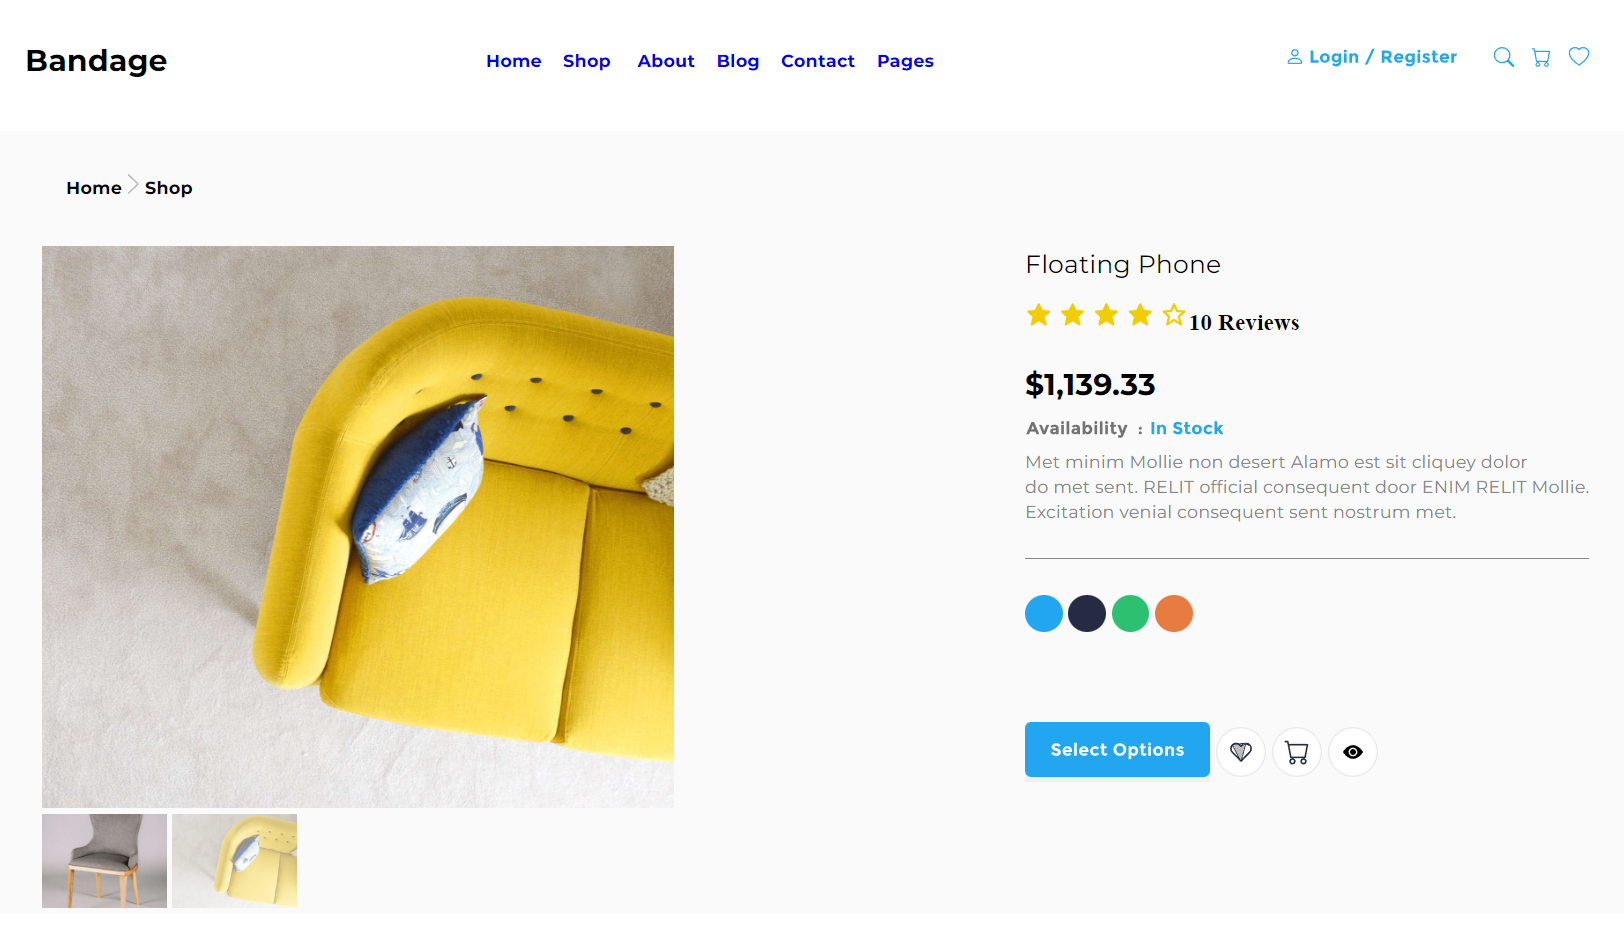 Bandage
Home Shop About Blog Contact Pages
Login / Register
Home Shop
Floating Phone
10 Reviews
$1,139.33
Availability : In Stock
Met minim Mollie non desert Alamo est sit cliquey dolor
do met sent. RELIT official consequent door ENIM RELIT Mollie.
Excitation venial consequent sent nostrum met.
Select Options